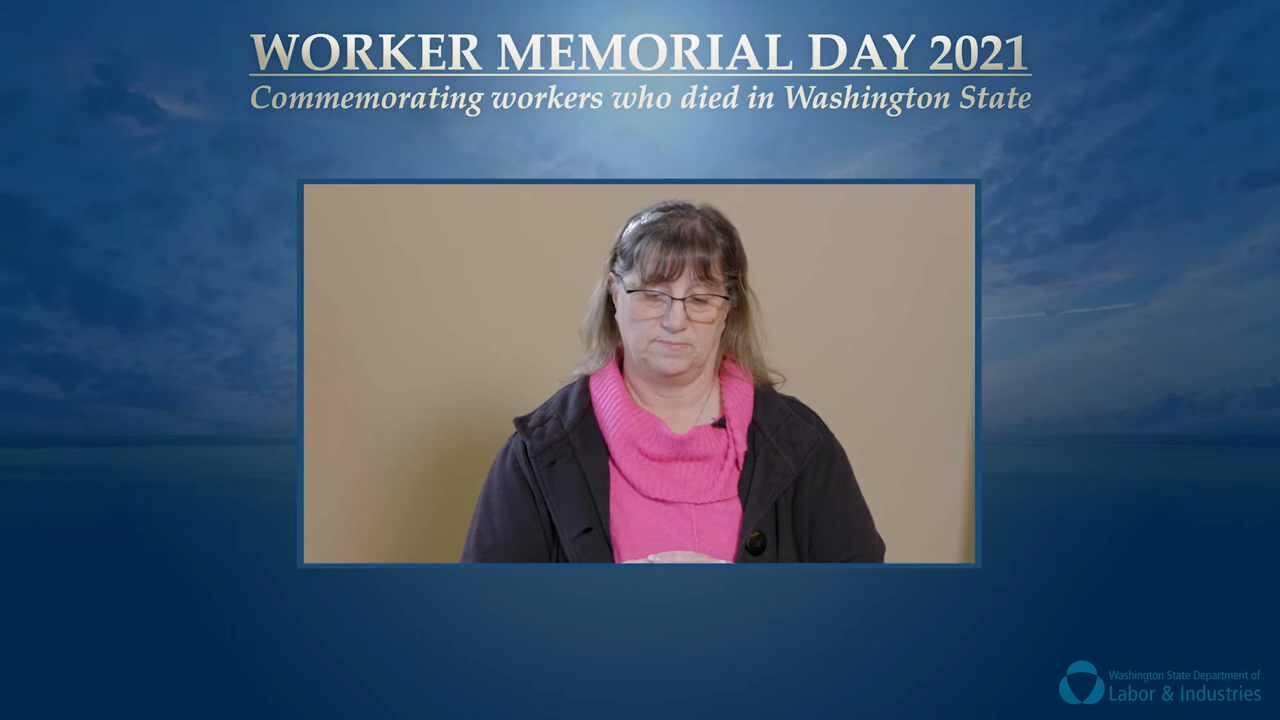 WORKER MEMORIAL DAY 2021
Commemorating workers who died in Washington State
Washington State Department of
Labor & Industries